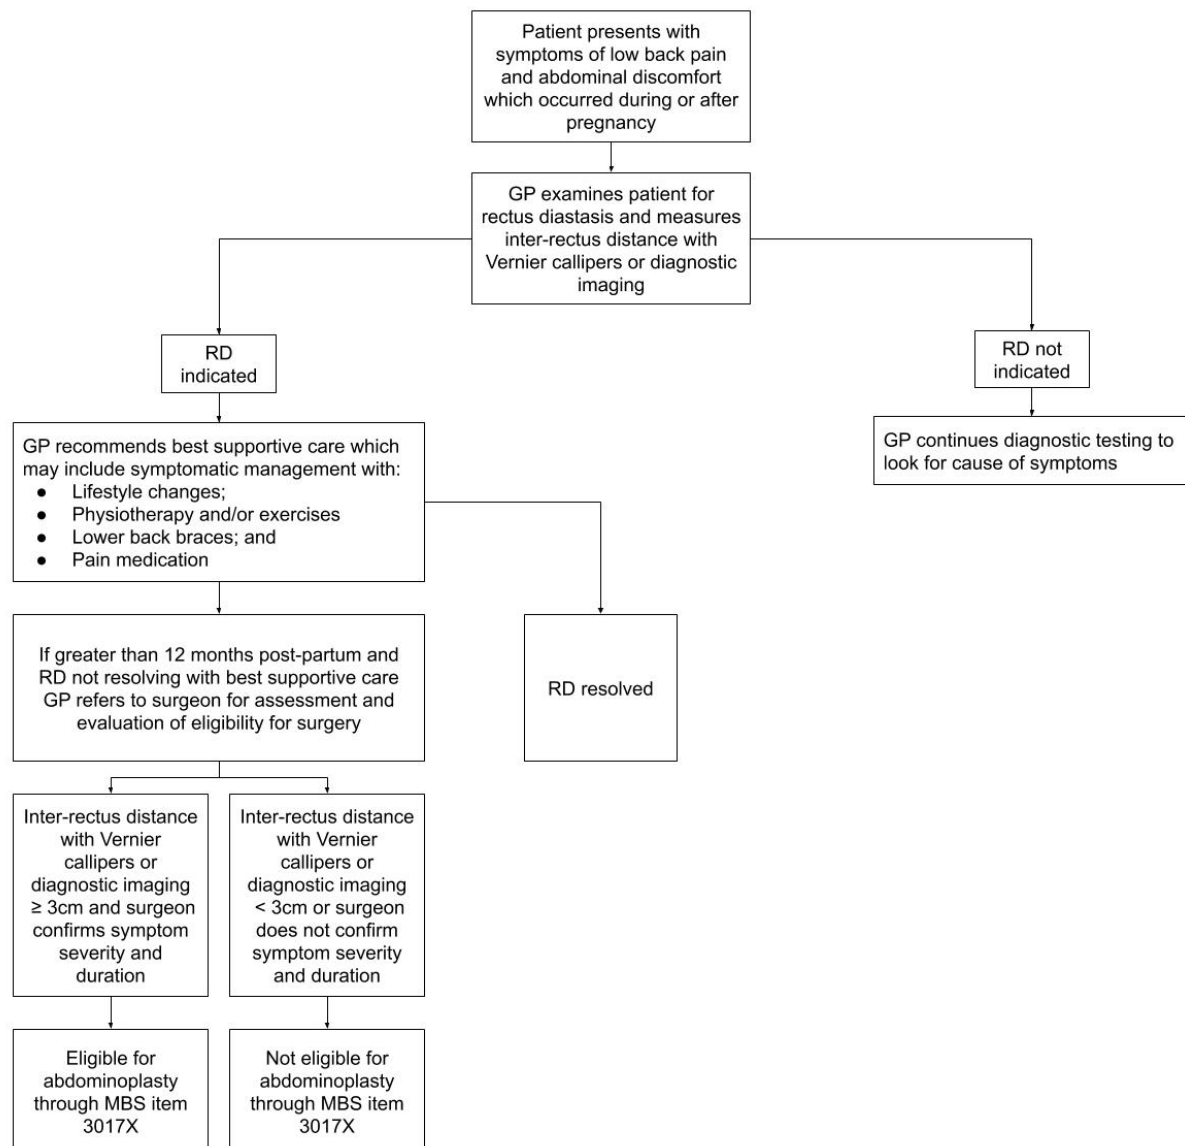 Patient presents with
symptoms of low back pain
and abdominal discomfort
which occurred during or after
pregnancy
GP examines patient for
rectus diastasis and measures
inter-rectus distance with
Vernier callipers or diagnostic
imaging
RD
indicated
RD not
indicated
GP recommends best supportive care which
may include symptomatic management with:
● Lifestyle changes;
● Physiotherapy and/or exercises
● Lower back braces; and
● Pain medication
GP continues diagnostic testing to
look for cause of symptoms
If greater than 12 months post-partum and
RD not resolving with best supportive care
GP refers to surgeon for assessment and
evaluation of eligibility for surgery
RD resolved
Inter-rectus distance
with Vernier
callipers or
diagnostic imaging
≥ 3cm and surgeon
confirms symptom
severity and
duration
Inter-rectus distance
with Vernier
callipers or
diagnostic imaging
< 3cm or surgeon
does not confirm
symptom severity
and duration
Eligible for
abdominoplasty
through MBS item
3017X
Not eligible for
abdominoplasty
through MBS item
3017X